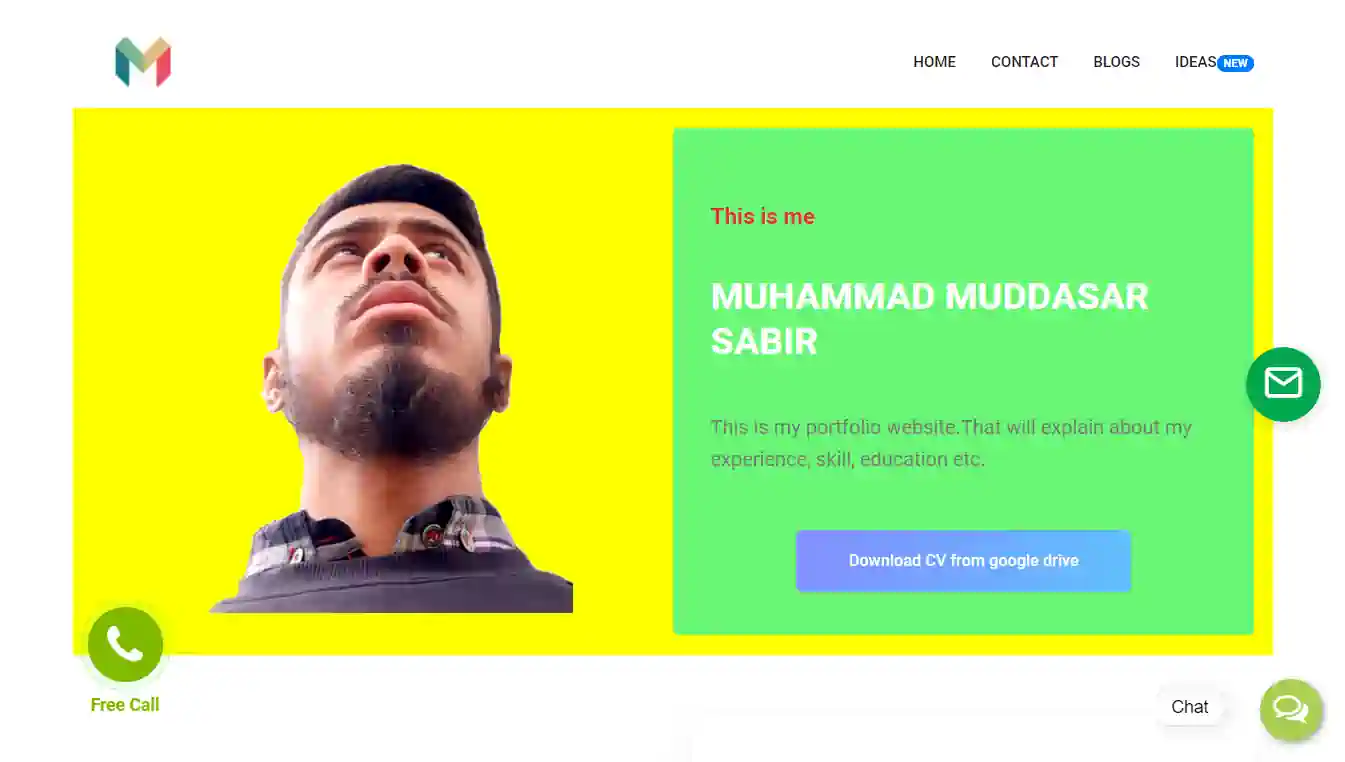 HOME CONTACT BLOGS IDEAS NEW
This is me
MUHAMMAD MUDDASAR
SABIR
This is my portfolio website.That will explain about my
experience, skill, education etc.
Download CV from google drive
Free Call
Chat